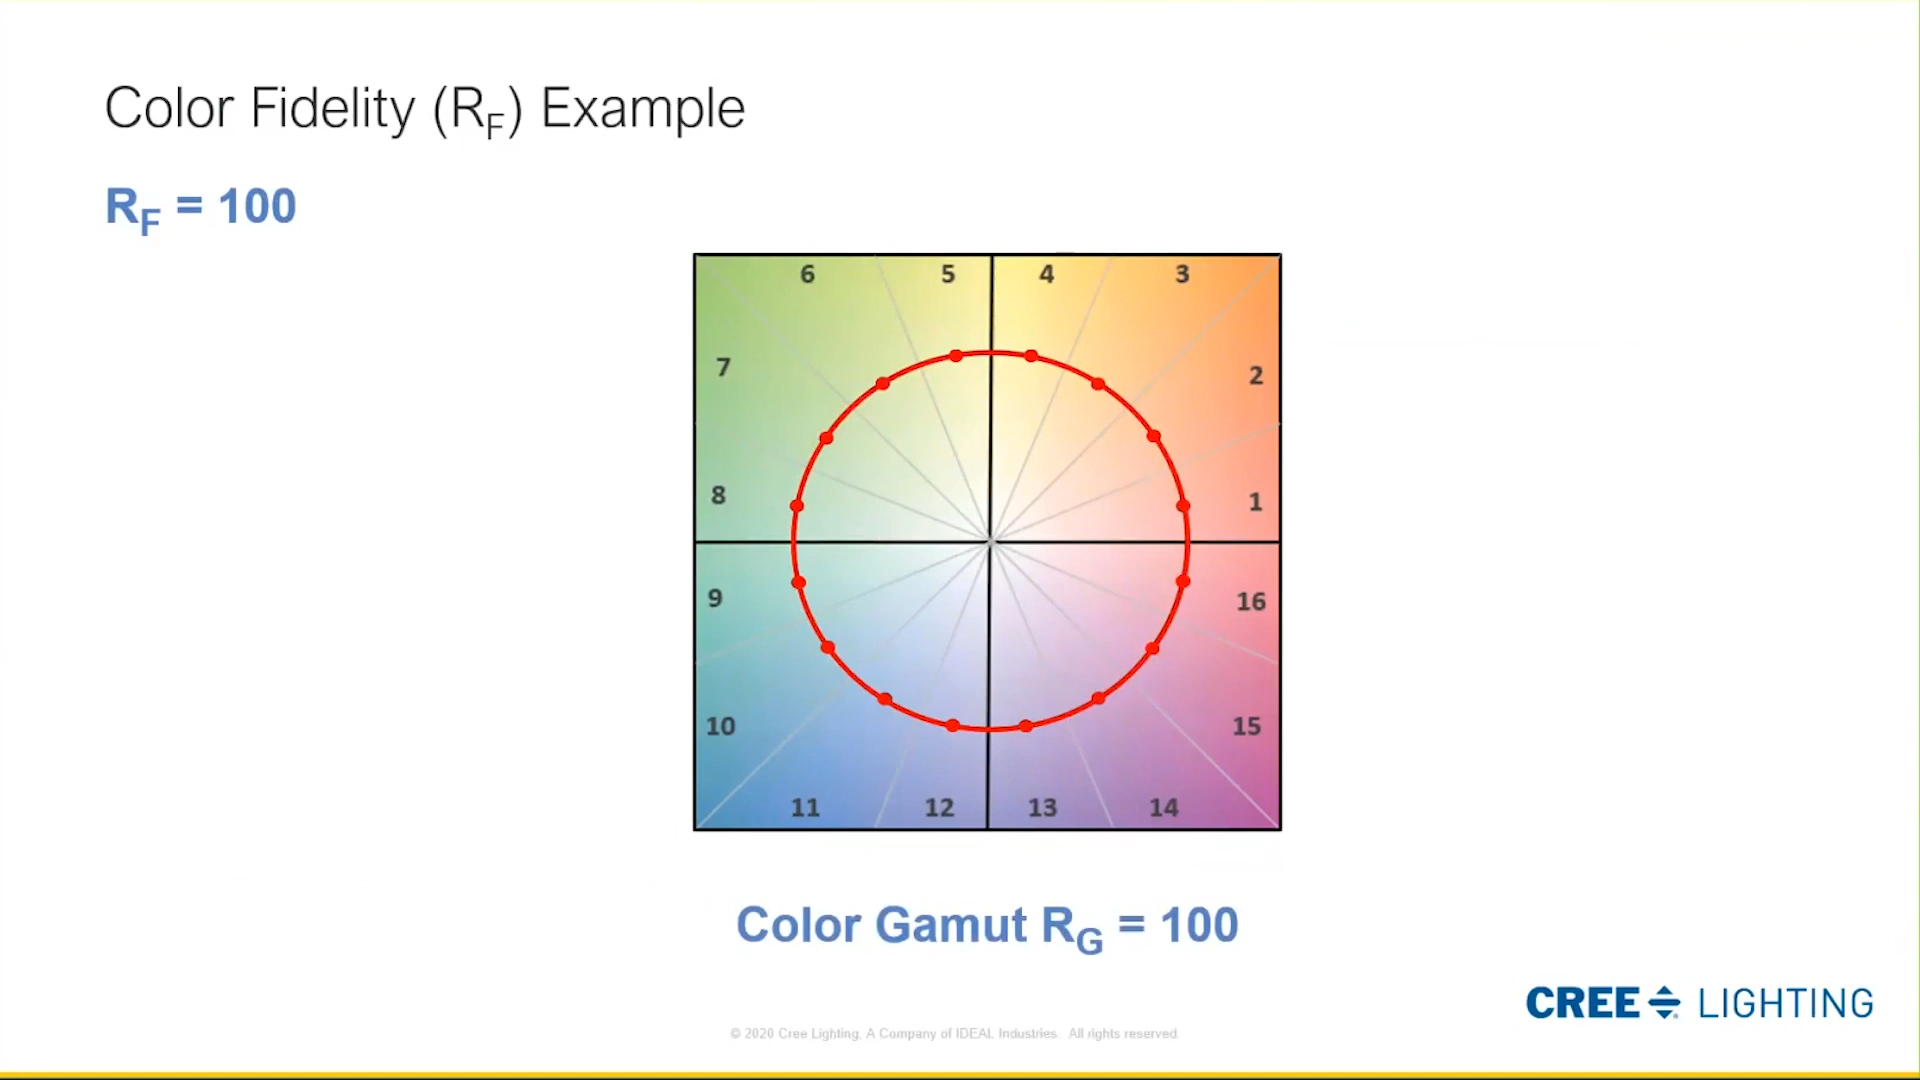 Color Fidelity (RF) Example
RF = 100
6 5 4 3
7 2
8 1
9 16
10 15
11 12 13 14
Color Gamut RG = 100
CREE LIGHTING
© 2020 Cree Lighting, A Company of IDEAL Industries. All rights reserved.